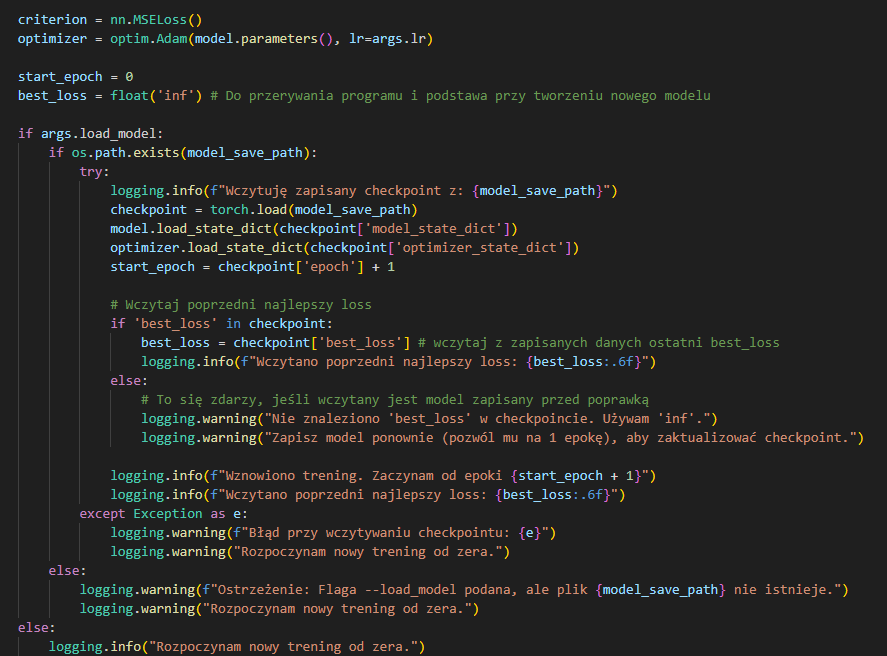 criterion = nn.MSELoss()
optimizer = optim.Adam(model.parameters(), lr=args.lr)

start_epoch = 0
best_loss = float('inf') # Do przerywania programu i podstawa przy tworzeniu nowego modelu

if args.load_model:
    if os.path.exists(model_save_path):
        try:
            logging.info(f"Wczytuję zapisany checkpoint z: {model_save_path}")
            checkpoint = torch.load(model_save_path)
            model.load_state_dict(checkpoint['model_state_dict'])
            optimizer.load_state_dict(checkpoint['optimizer_state_dict'])
            start_epoch = checkpoint['epoch'] + 1

            # Wczytaj poprzedni najlepszy loss
            if 'best_loss' in checkpoint:
                best_loss = checkpoint['best_loss'] # wczytaj z zapisanych danych ostatni best_loss
                logging.info(f"Wczytano poprzedni najlepszy loss: {best_loss:.6f}")
            else:
                # To się zdarzy, jeśli wczytany jest model zapisany przed poprawką
                logging.warning("Nie znaleziono 'best_loss' w checkpoincie. Używam 'inf'.")
                logging.warning("Zapisz model ponownie (pozwól mu na 1 epokę), aby zaktualizować checkpoint.")

            logging.info(f"Wznowiono trening. Zaczynam od epoki {start_epoch + 1}")
            logging.info(f"Wczytano poprzedni najlepszy loss: {best_loss:.6f}")
        except Exception as e:
            logging.warning(f"Błąd przy wczytywaniu checkpointu: {e}")
            logging.warning("Rozpoczynam nowy trening od zera.")
    else:
        logging.warning(f"Ostrzeżenie: Flaga --load_model podana, ale plik {model_save_path} nie istnieje.")
        logging.warning("Rozpoczynam nowy trening od zera.")
else:
    logging.info("Rozpoczynam nowy trening od zera.")